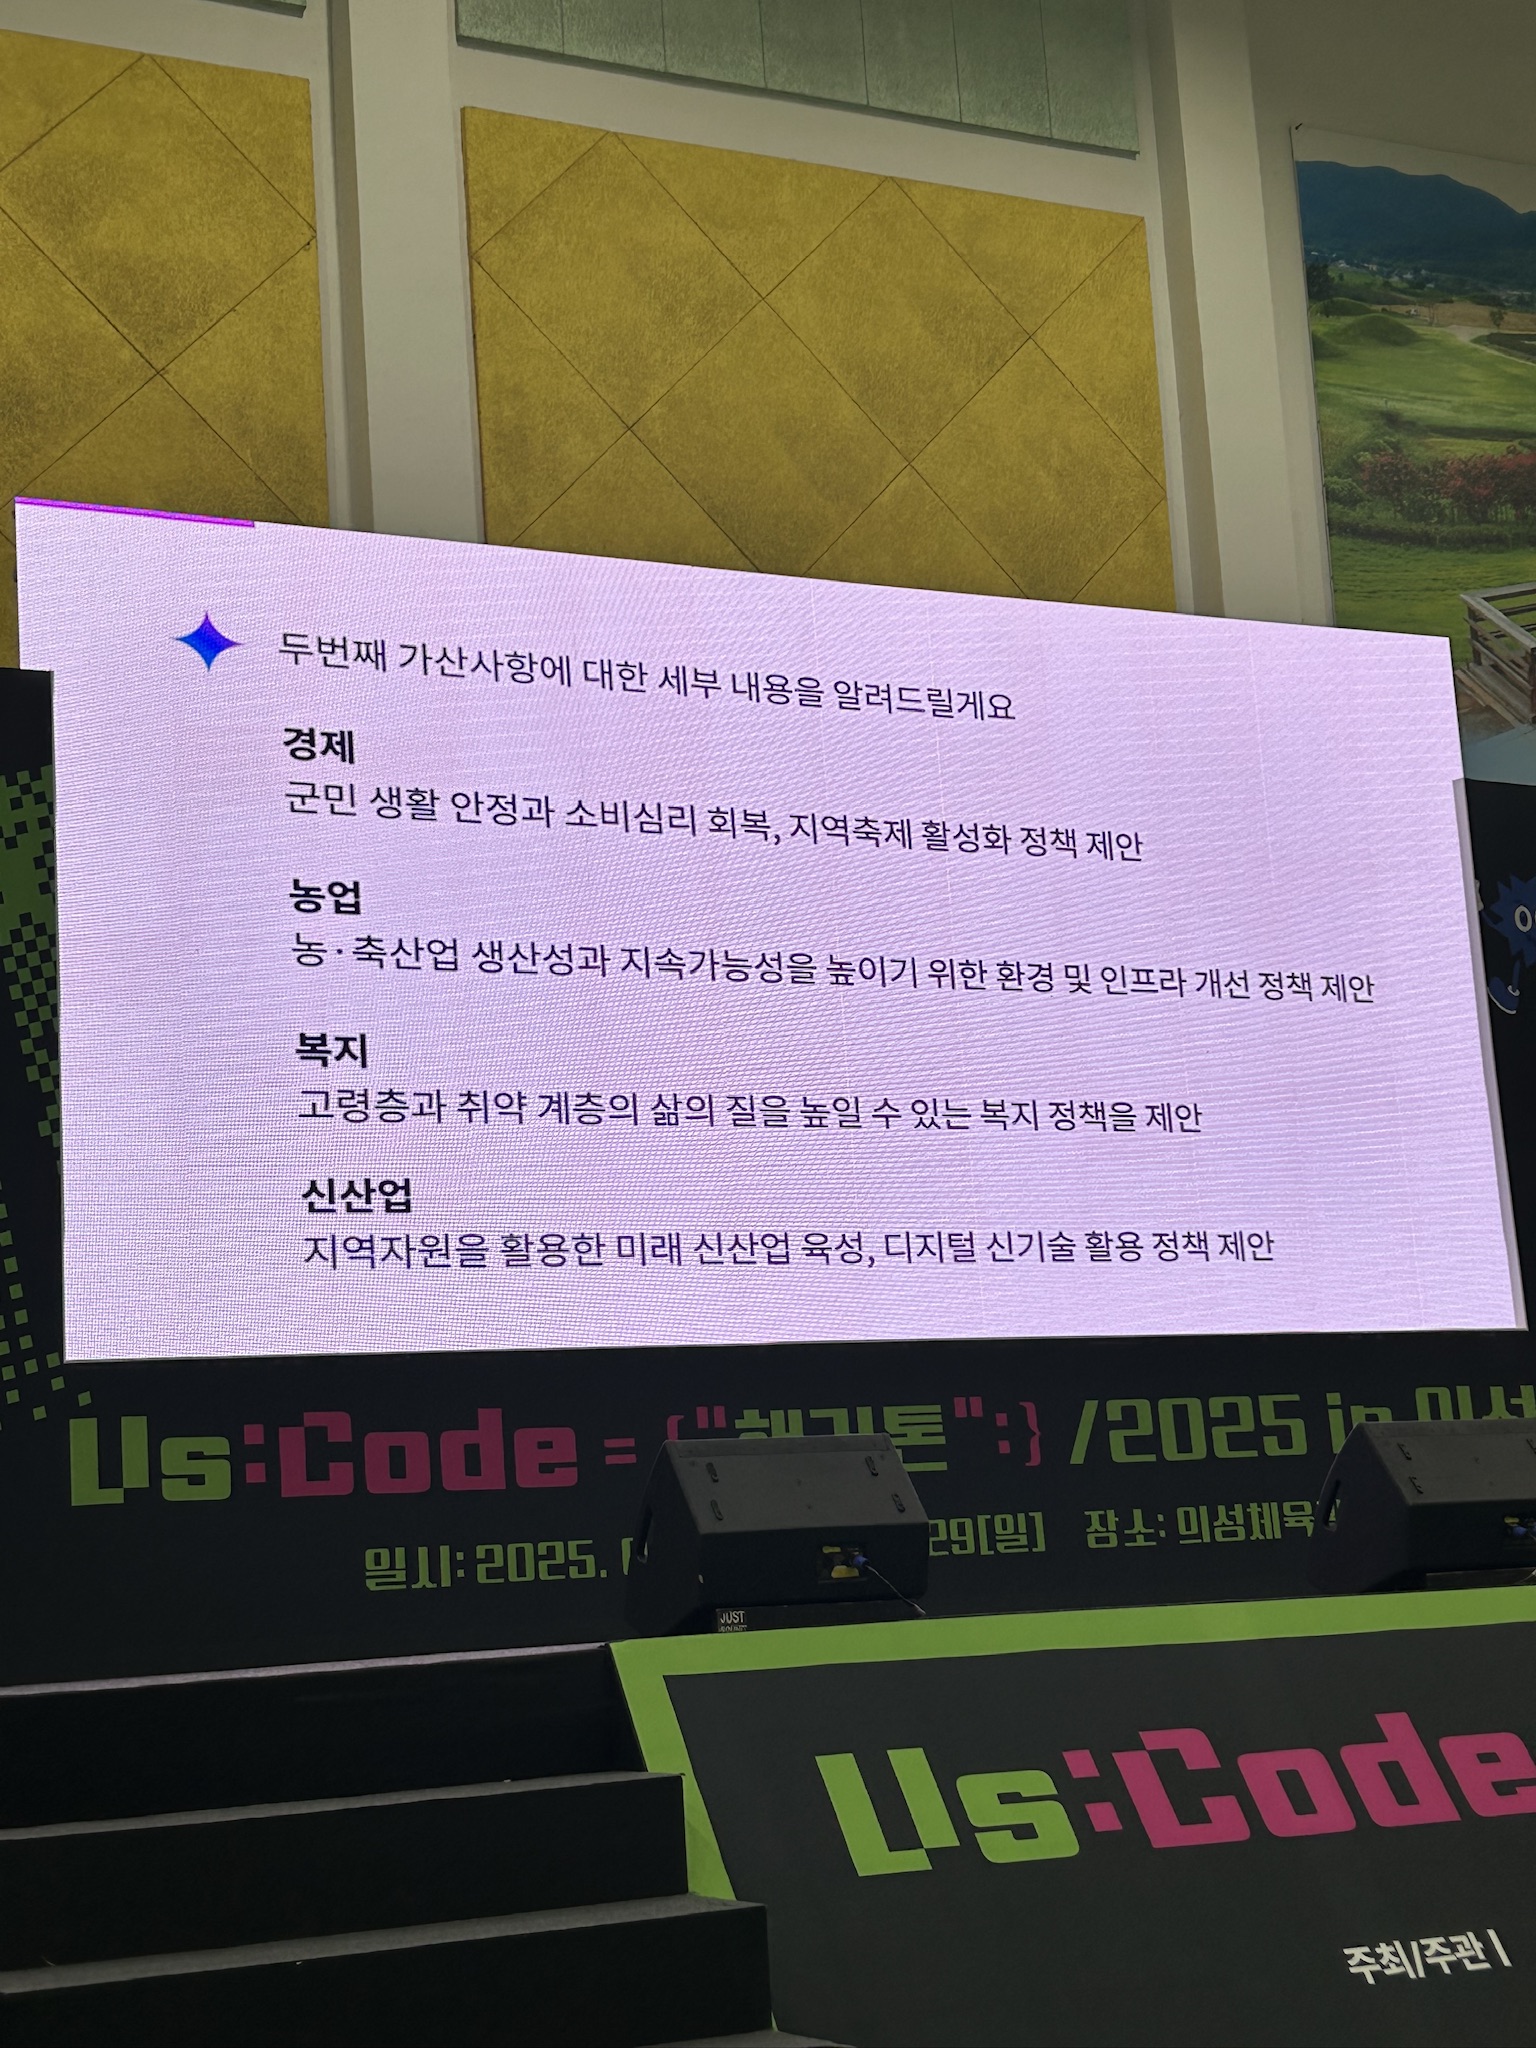 두번째 가산사항에 대한 세부 내용을 알려드릴게요
경제
군민 생활 안정과 소비심리 회복, 지역축제 활성화 정책 제안
농업
농·축산업 생산성과 지속가능성을 높이기 위한 환경 및 인프라 개선 정책 제안
복지
고령층과 취약 계층의 삶의 질을 높일 수 있는 복지 정책을 제안
신산업
지역자원을 활용한 미래 신산업 육성, 디지털 신기술 활용 정책 제안
Us:Code = {"해커톤":} /2025 in 의성
일시: 2025. 29[일] 장소: 의성체육
JUST
Us:Code
주최/주관 |